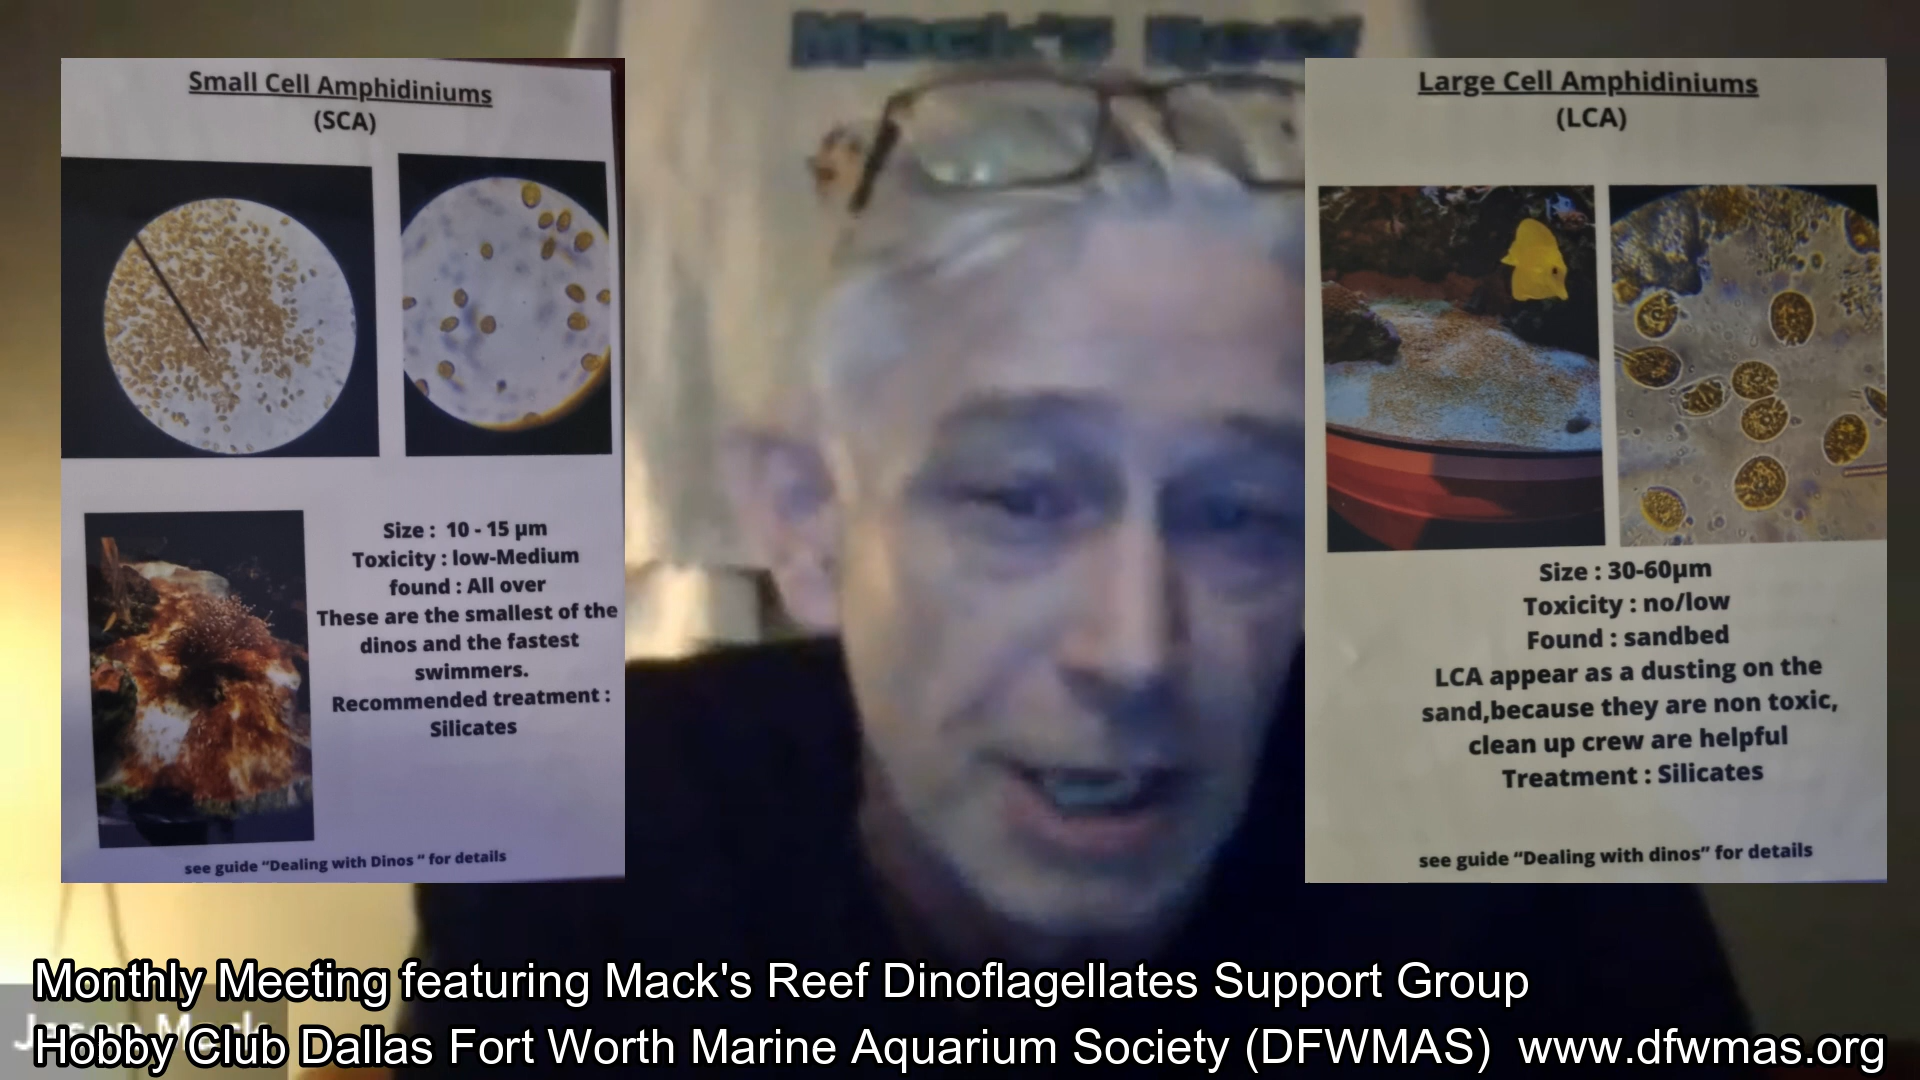 Mack's Reef
Small Cell Amphidiniums
(SCA)
Size : 10 - 15 µm
Toxicity : low-Medium
found : All over
These are the smallest of the
dinos and the fastest
swimmers.
Recommended treatment :
Silicates
see guide “Dealing with Dinos “ for details
Large Cell Amphidiniums
(LCA)
Size : 30-60µm
Toxicity : no/low
Found : sandbed
LCA appear as a dusting on the
sand,because they are non toxic,
clean up crew are helpful
Treatment : Silicates
see guide “Dealing with dinos” for details
Monthly Meeting featuring Mack's Reef Dinoflagellates Support Group
Hobby Club Dallas Fort Worth Marine Aquarium Society (DFWMAS) www.dfwmas.org